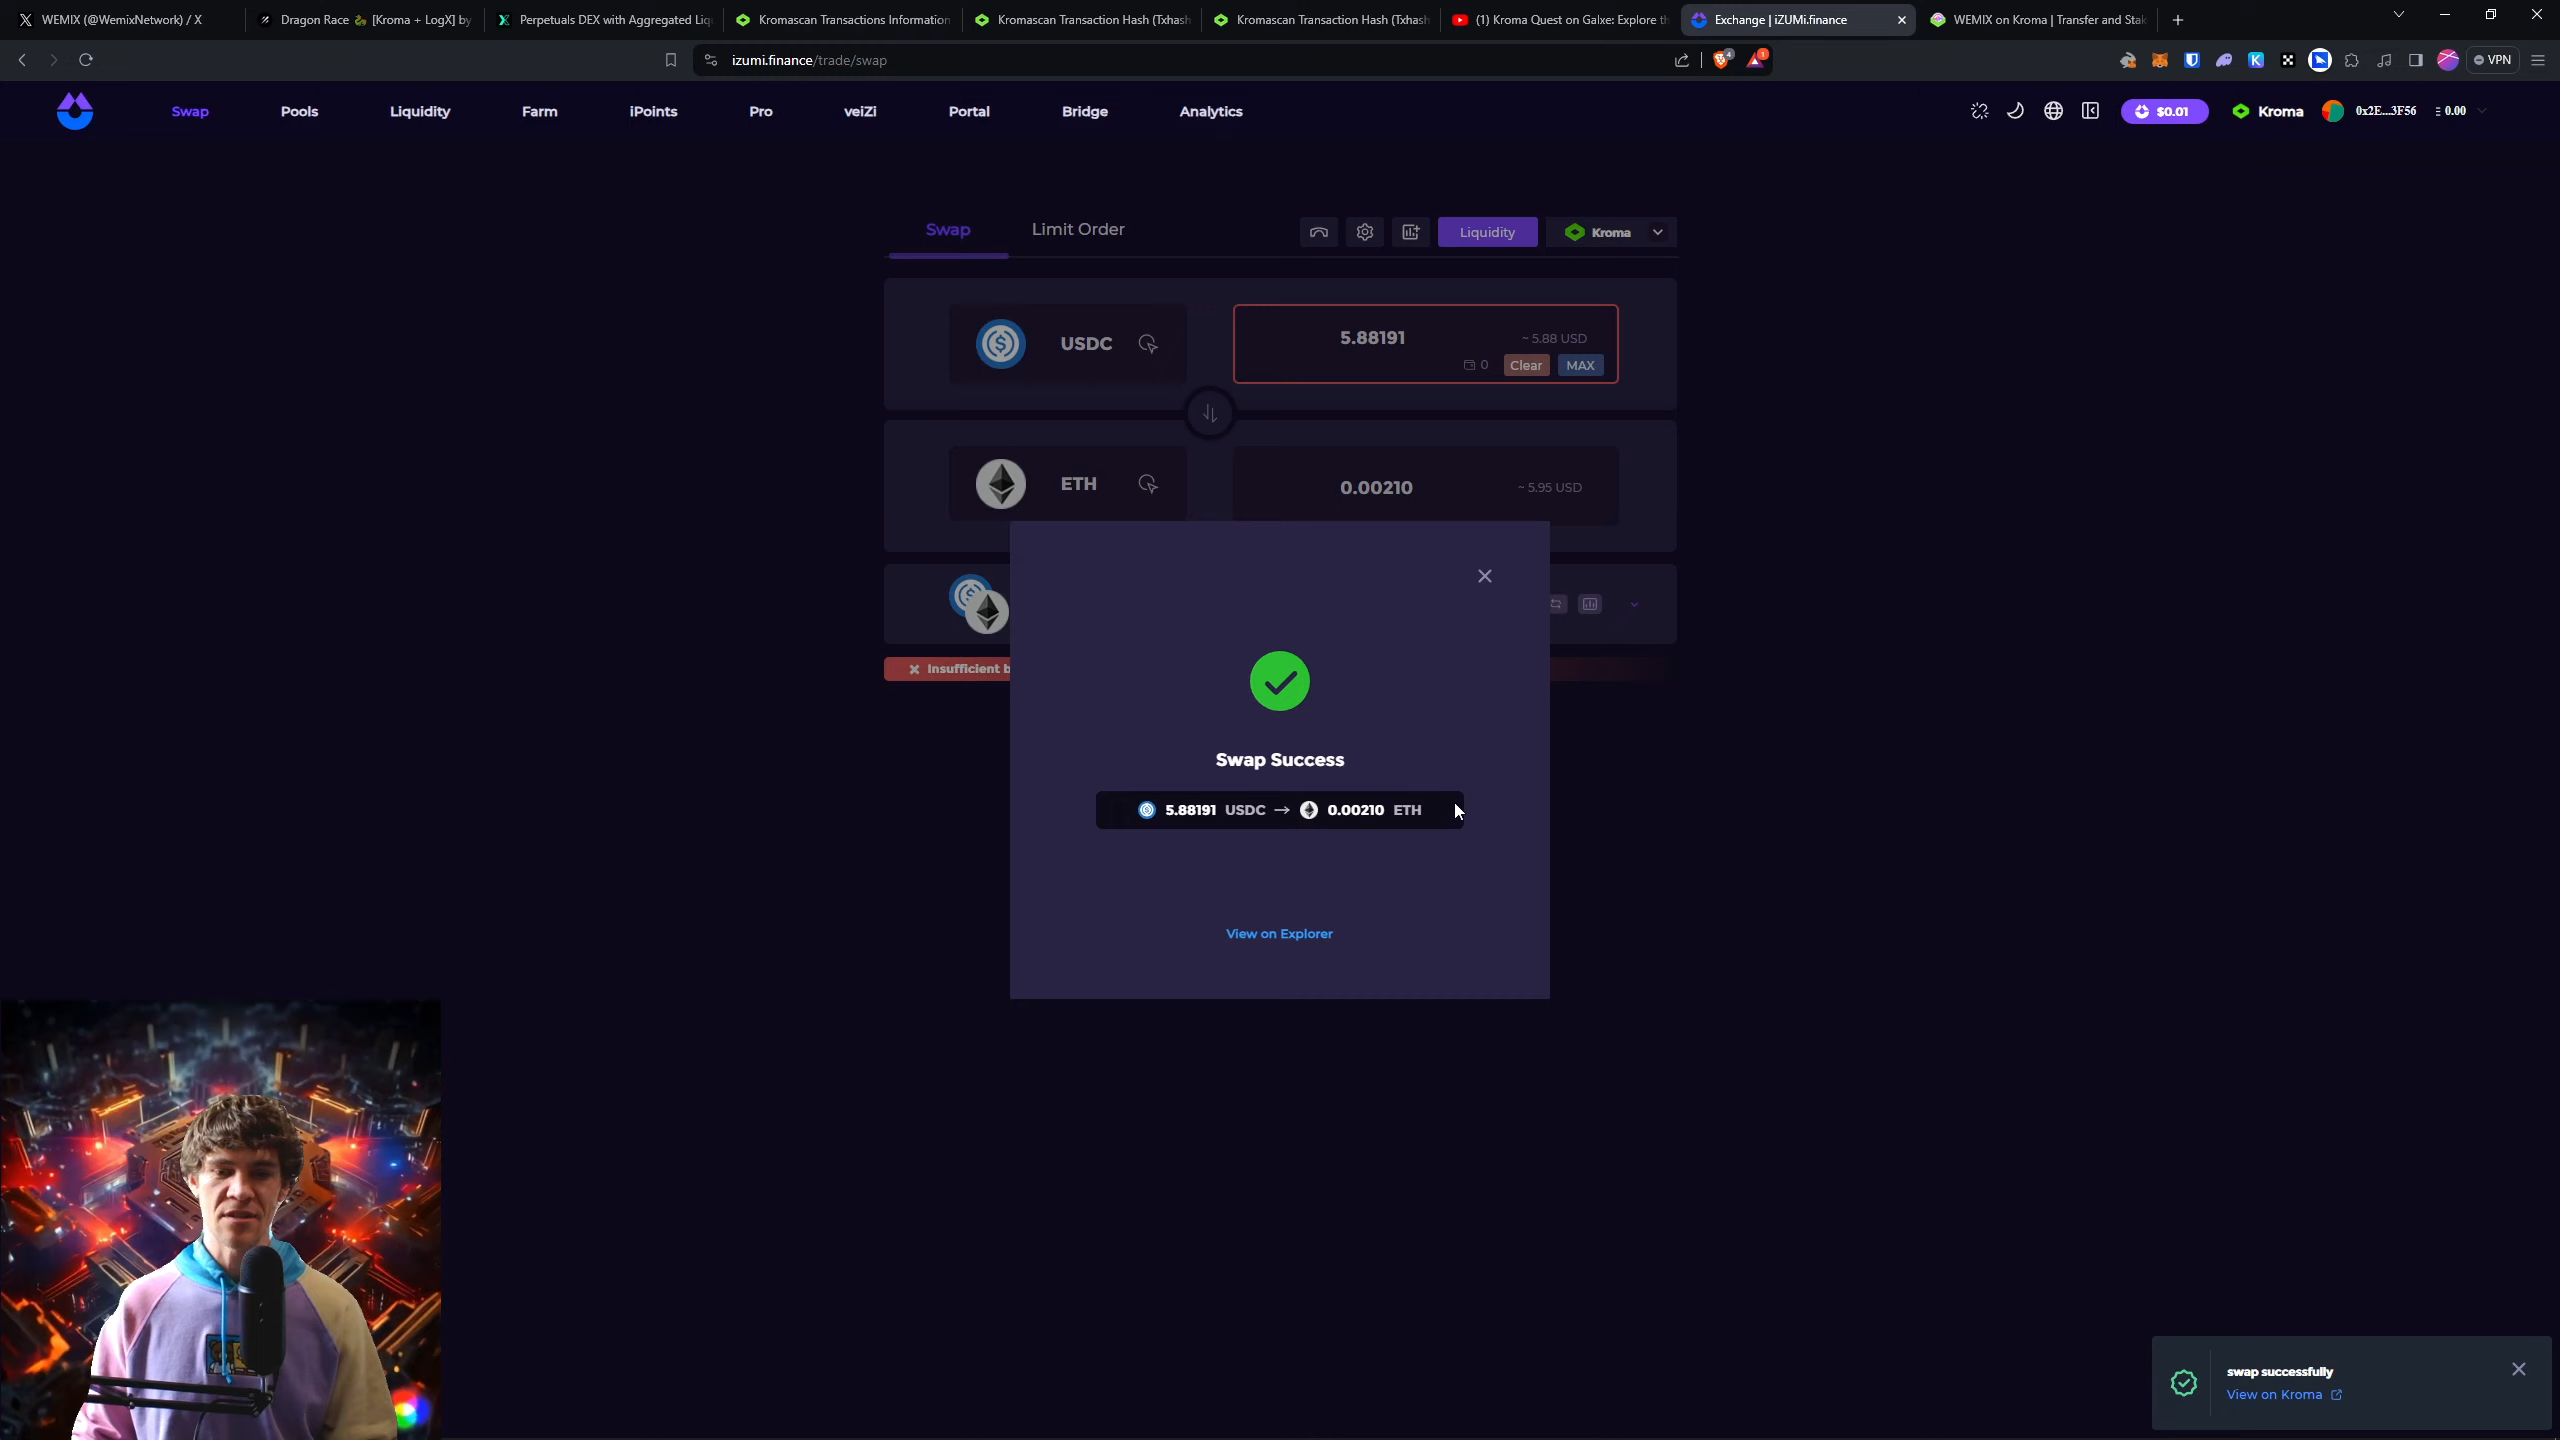 WEMIX (@WemixNetwork) / X
Dragon Race 🐉 [Kroma + LogX] by
Perpetuals DEX with Aggregated Liq
Kromascan Transactions Information
Kromascan Transaction Hash (Txhash
Kromascan Transaction Hash (Txhash
(1) Kroma Quest on Galxe: Explore th
Exchange | iZUMi.finance
WEMIX on Kroma | Transfer and Stak
izumi.finance/trade/swap
4
1
VPN
Swap
Pools
Liquidity
Farm
iPoints
Pro
veiZi
Portal
Bridge
Analytics
$0.01
Kroma
0x2E...3F56
Ξ 0.00
Swap
Limit Order
Liquidity
Kroma
USDC
5.88191
~ 5.88 USD
0
Clear
MAX
ETH
0.00210
~ 5.95 USD
Insufficient b
Swap Success
5.88191 USDC → 0.00210 ETH
View on Explorer
swap successfully
View on Kroma